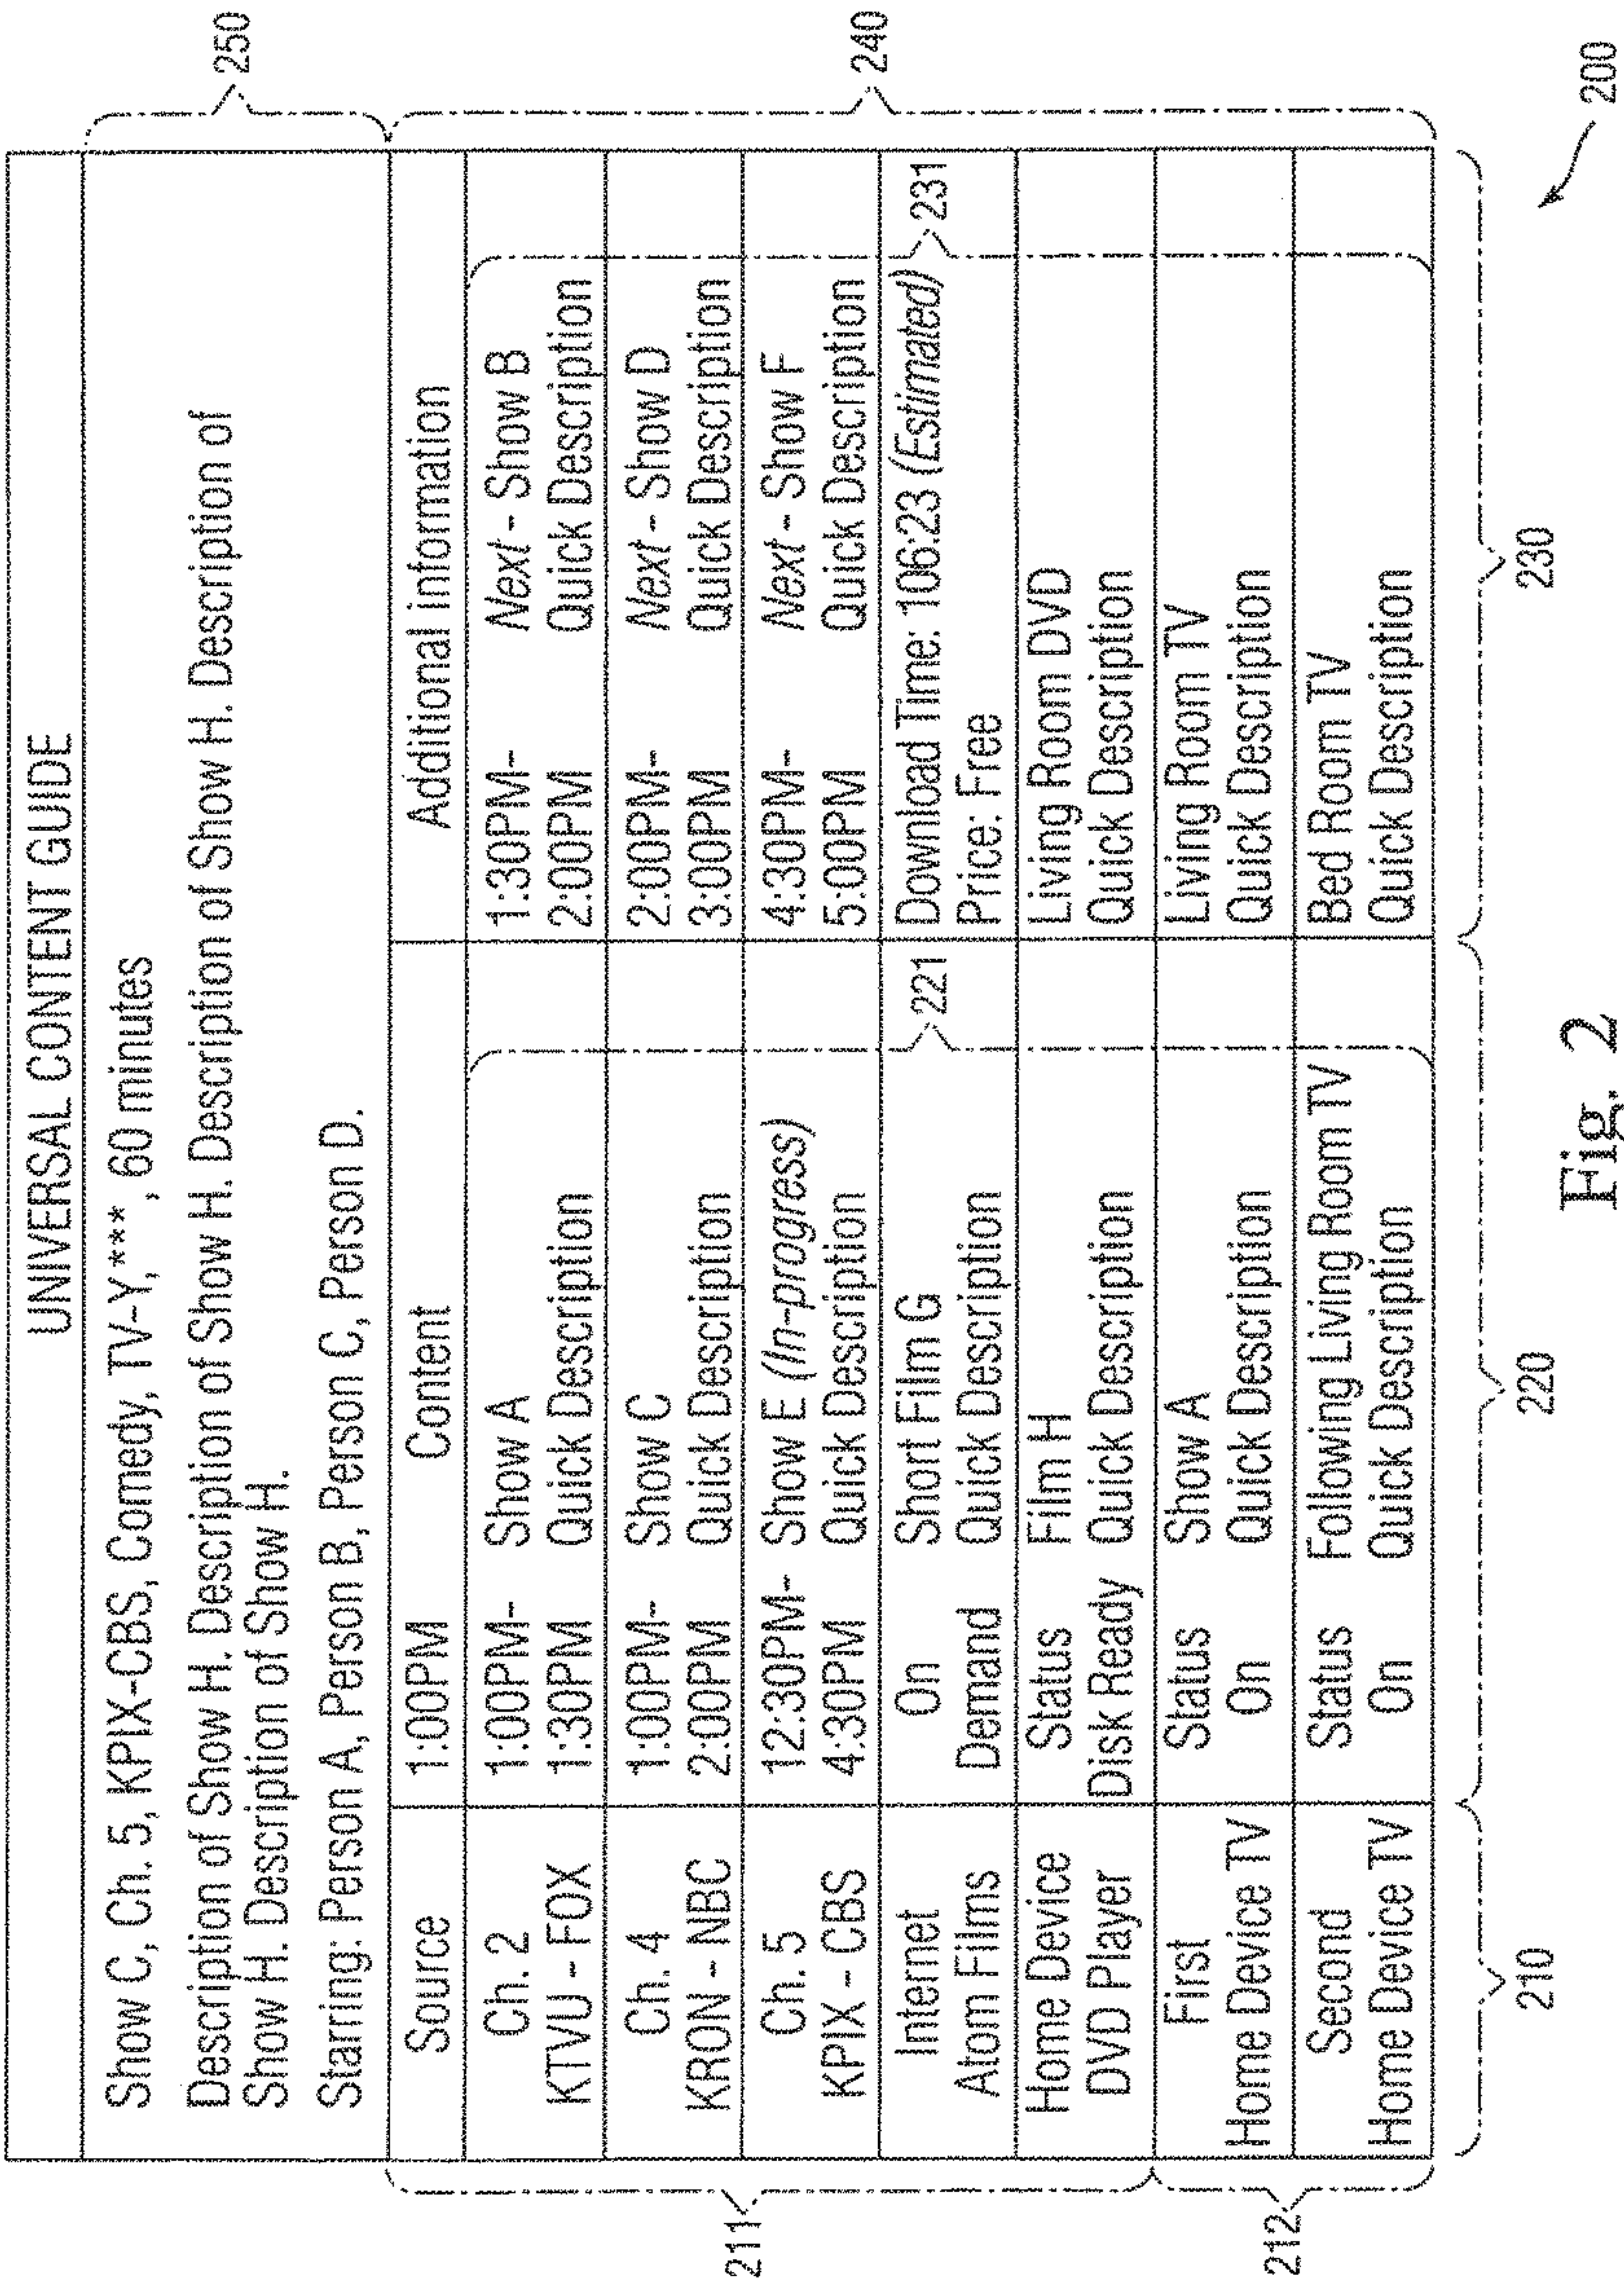 UNIVERSAL CONTENT GUIDE
Show C, Ch. 5, KPIX-CBS, Comedy, TV-Y,***, 60 minutes
Description of Show H. Description of Show H. Description of Show H. Description of
Show H. Description of Show H.
Starring: Person A, Person B, Person C, Person D.
250
Source 1:00PM Content Additional information
Ch. 2 1:00PM- Show A 1:30PM- Next - Show B
KTVU - FOX 1:30PM Quick Description 2:00PM Quick Description
Ch. 4 1:00PM- Show C 2:00PM- Next - Show D
KRON - NBC 2:00PM Quick Description 3:00PM Quick Description
Ch. 5 12:30PM- Show E (In-progress) 4:30PM- Next - Show F
KPIX - CBS 4:30PM Quick Description 5:00PM Quick Description
240
Internet On Short Film G 221 Download Time: 106:23 (Estimated) 231
Atom Films Demand Quick Description Price: Free
Home Device Status Film H Living Room DVD
DVD Player Disk Ready Quick Description Quick Description
First Status Show A Living Room TV
Home Device TV On Quick Description Quick Description
Second Status Following Living Room TV Bed Room TV
Home Device TV On Quick Description Quick Description
211
212
210
220
230
200
Fig. 2